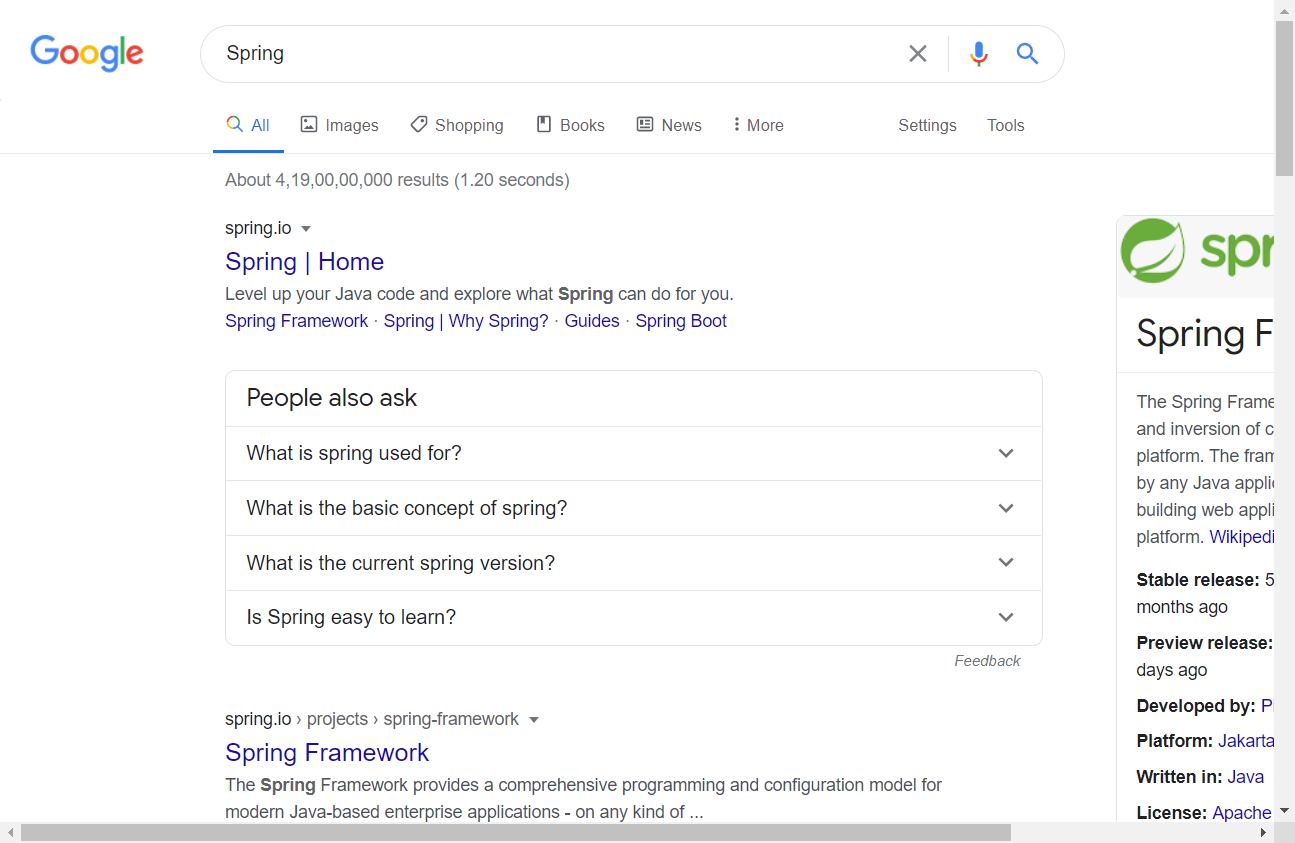 Google
Spring
All
Images
Shopping
Books
News
More
Settings
Tools
About 4,19,00,00,000 results (1.20 seconds)
spring.io
Spring | Home
Level up your Java code and explore what Spring can do for you.
Spring Framework · Spring | Why Spring? · Guides · Spring Boot
People also ask
What is spring used for?
What is the basic concept of spring?
What is the current spring version?
Is Spring easy to learn?
Feedback
spring.io › projects › spring-framework
Spring Framework
The Spring Framework provides a comprehensive programming and configuration model for
modern Java-based enterprise applications - on any kind of ...
spr
Spring F
The Spring Frame
and inversion of c
platform. The fram
by any Java appli
building web appli
platform. Wikipedi
Stable release: 5
months ago
Preview release:
days ago
Developed by: P
Platform: Jakarta
Written in: Java
License: Apache